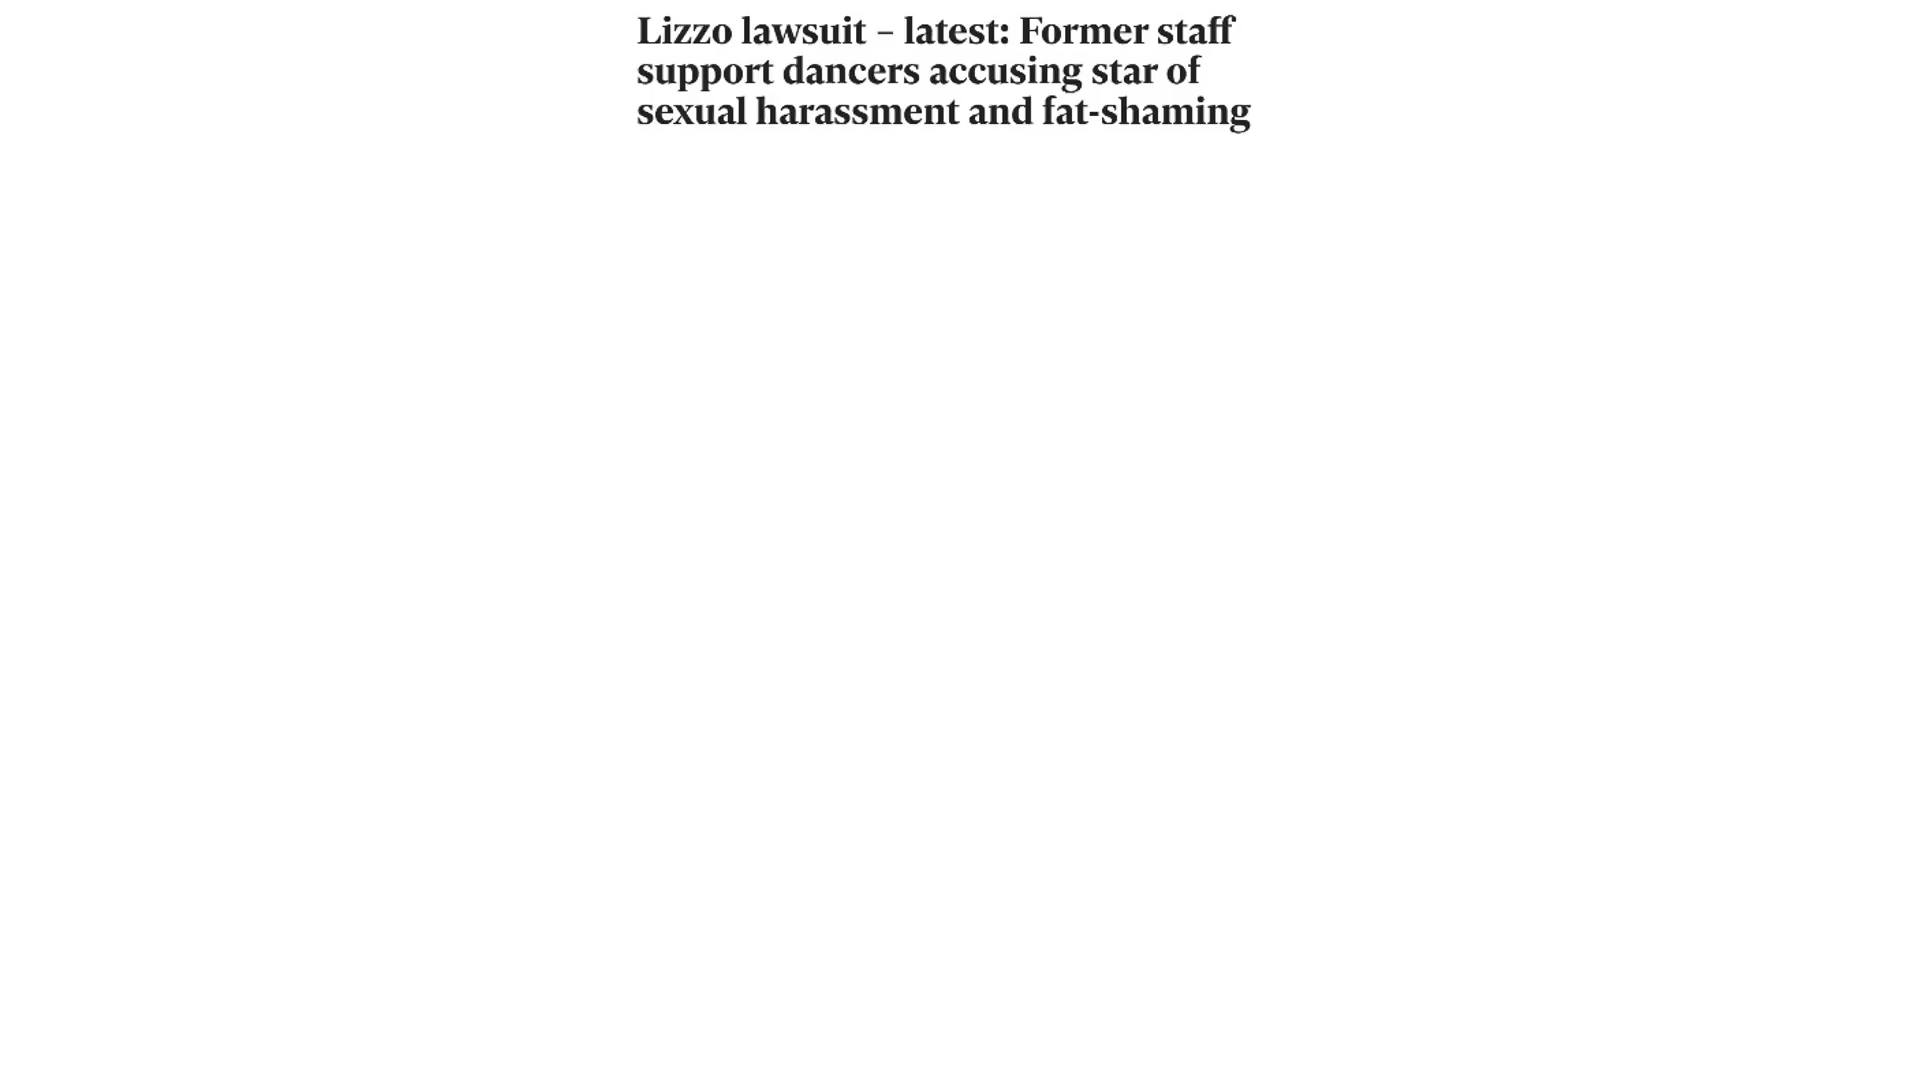 Lizzo lawsuit – latest: Former staff
support dancers accusing star of
sexual harassment and fat-shaming